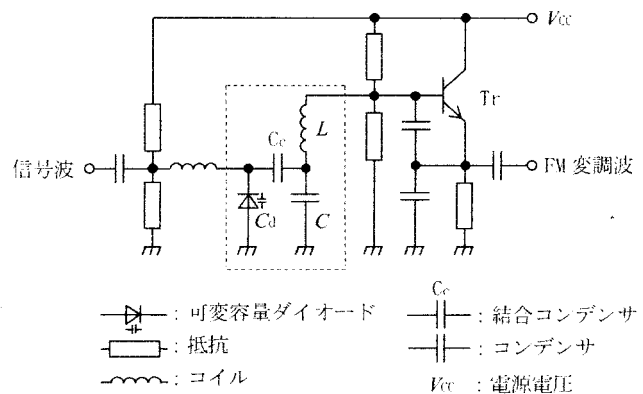 Vcc
Tr
L
Cc
信号波
FM 変調波
Cd
C
: 可変容量ダイオード
: 抵抗
: コイル
Cc
: 結合コンデンサ
: コンデンサ
Vcc : 電源電圧